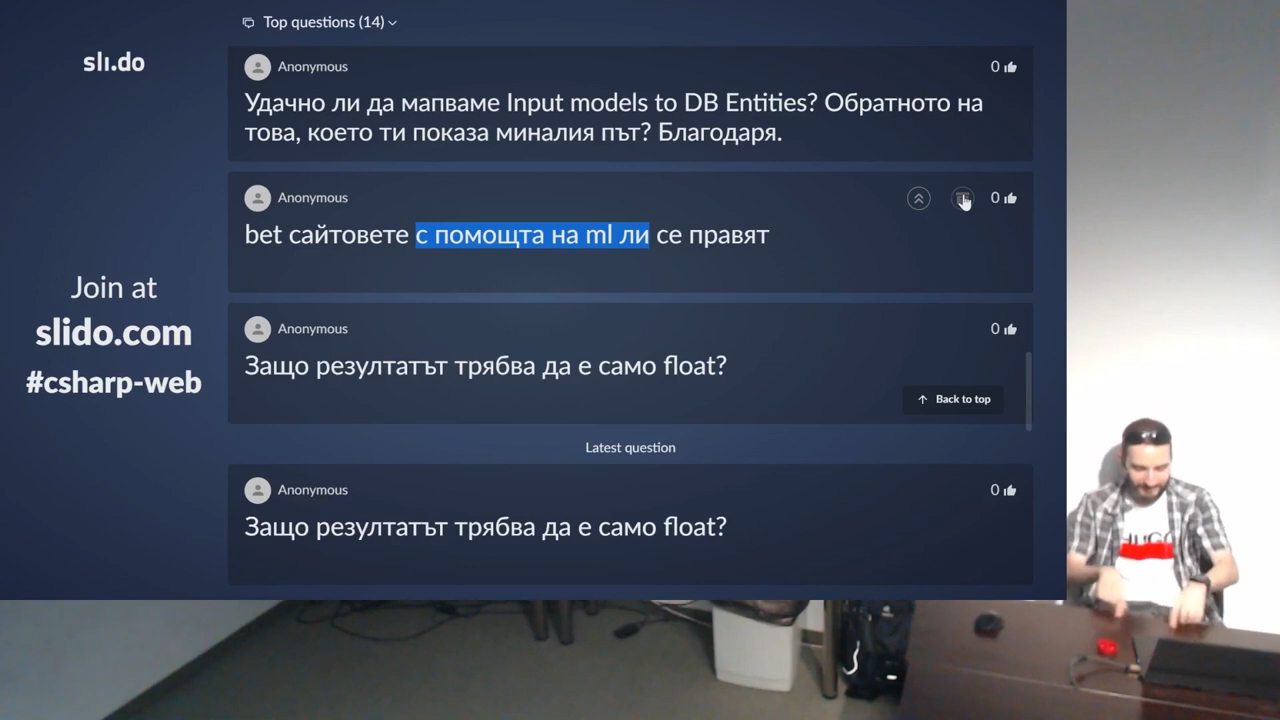 Top questions (14)
sli.do
Anonymous
0
Удачно ли да мапваме Input models to DB Entities? Обратното на
това, което ти показа миналия път? Благодаря.
Anonymous
0
bet сайтовете с помощта на ml ли се правят
Join at
slido.com
#csharp-web
Anonymous
0
Защо резултатът трябва да е само float?
Back to top
Latest question
Anonymous
0
Защо резултатът трябва да е само float?
HUGO